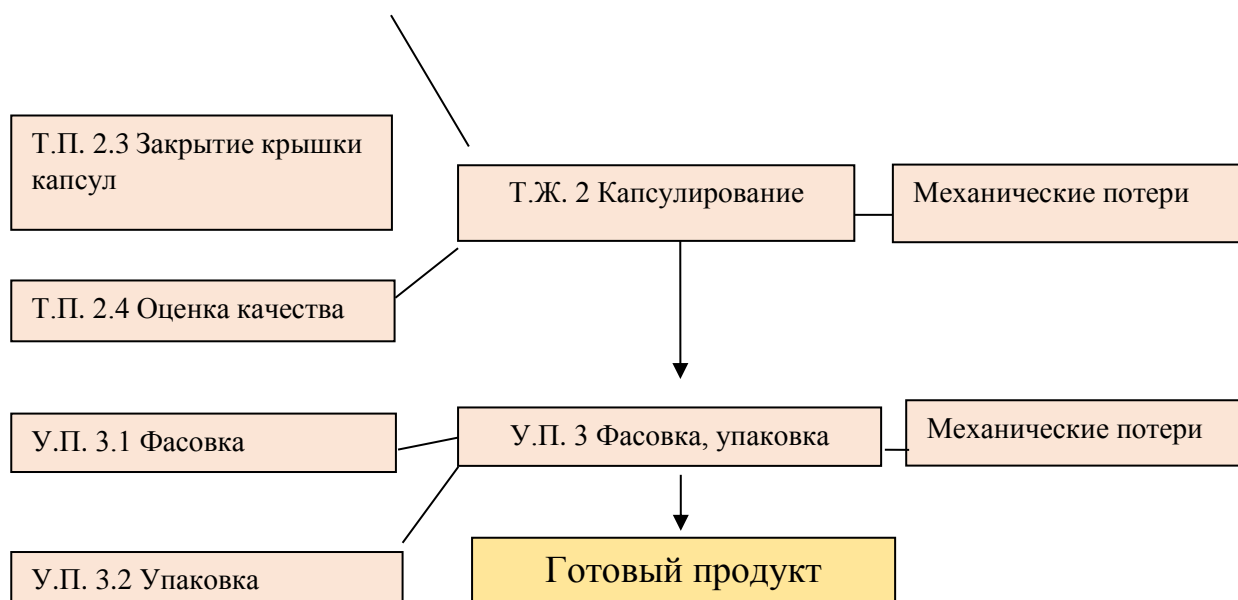 Т.П. 2.3 Закрытие крышки
капсул
Т.Ж. 2 Капсулирование
Механические потери
Т.П. 2.4 Оценка качества
У.П. 3.1 Фасовка
У.П. 3 Фасовка, упаковка
Механические потери
У.П. 3.2 Упаковка
Готовый продукт